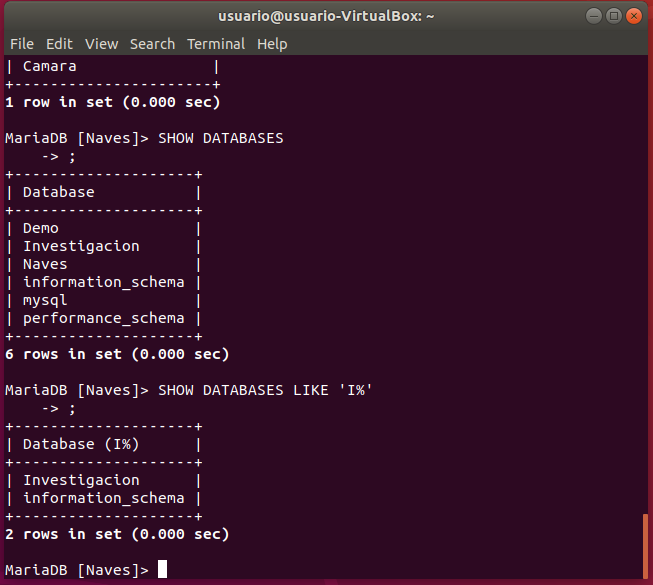 usuario@usuario-VirtualBox: ~
File Edit View Search Terminal Help
| Camara               |
+----------------------+
1 row in set (0.000 sec)
MariaDB [Naves]> SHOW DATABASES
    -> ;
+--------------------+
| Database           |
+--------------------+
| Demo               |
| Investigacion      |
| Naves              |
| information_schema |
| mysql              |
| performance_schema |
+--------------------+
6 rows in set (0.000 sec)
MariaDB [Naves]> SHOW DATABASES LIKE 'I%'
    -> ;
+--------------------+
| Database (I%)      |
+--------------------+
| Investigacion      |
| information_schema |
+--------------------+
2 rows in set (0.000 sec)
MariaDB [Naves]>